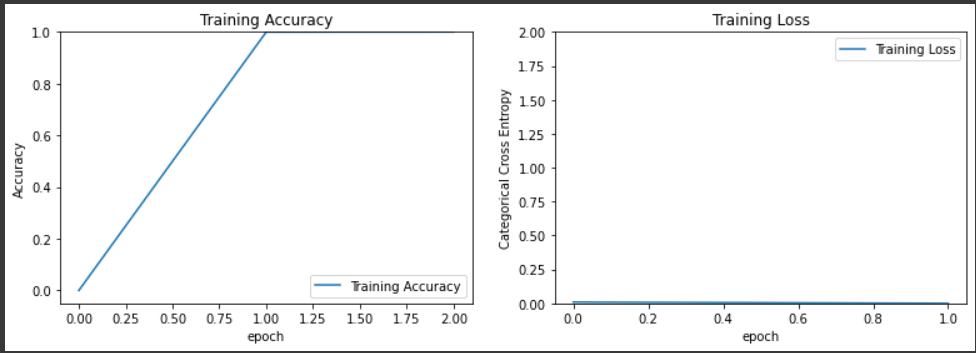 Training Accuracy
1.0
0.8
0.6
0.4
0.2
0.0
Accuracy
Training Accuracy
0.00 0.25 0.50 0.75 1.00 1.25 1.50 1.75 2.00
epoch
Training Loss
2.00
1.75
1.50
1.25
1.00
0.75
0.50
0.25
0.00
Categorical Cross Entropy
Training Loss
0.0 0.2 0.4 0.6 0.8 1.0
epoch